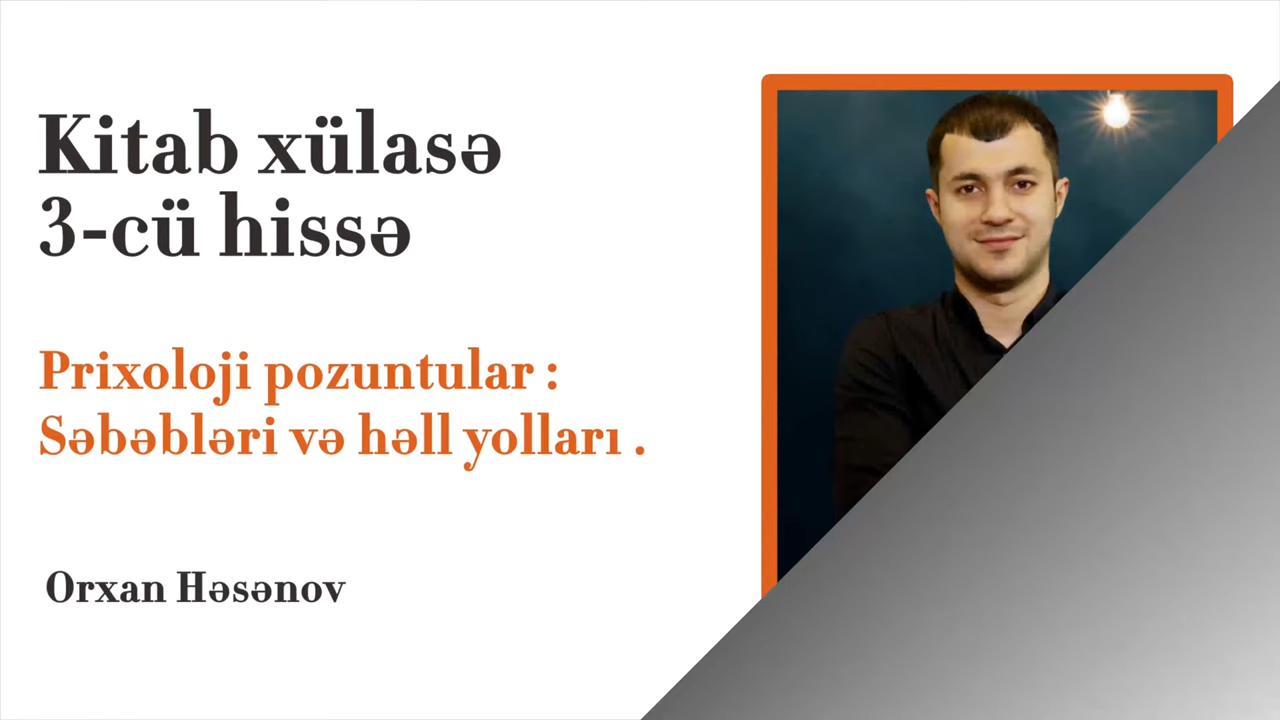 Kitab xülasə
3-cü hissə
Prixoloji pozuntular :
Səbəbləri və həll yolları .
Orxan Həsənov